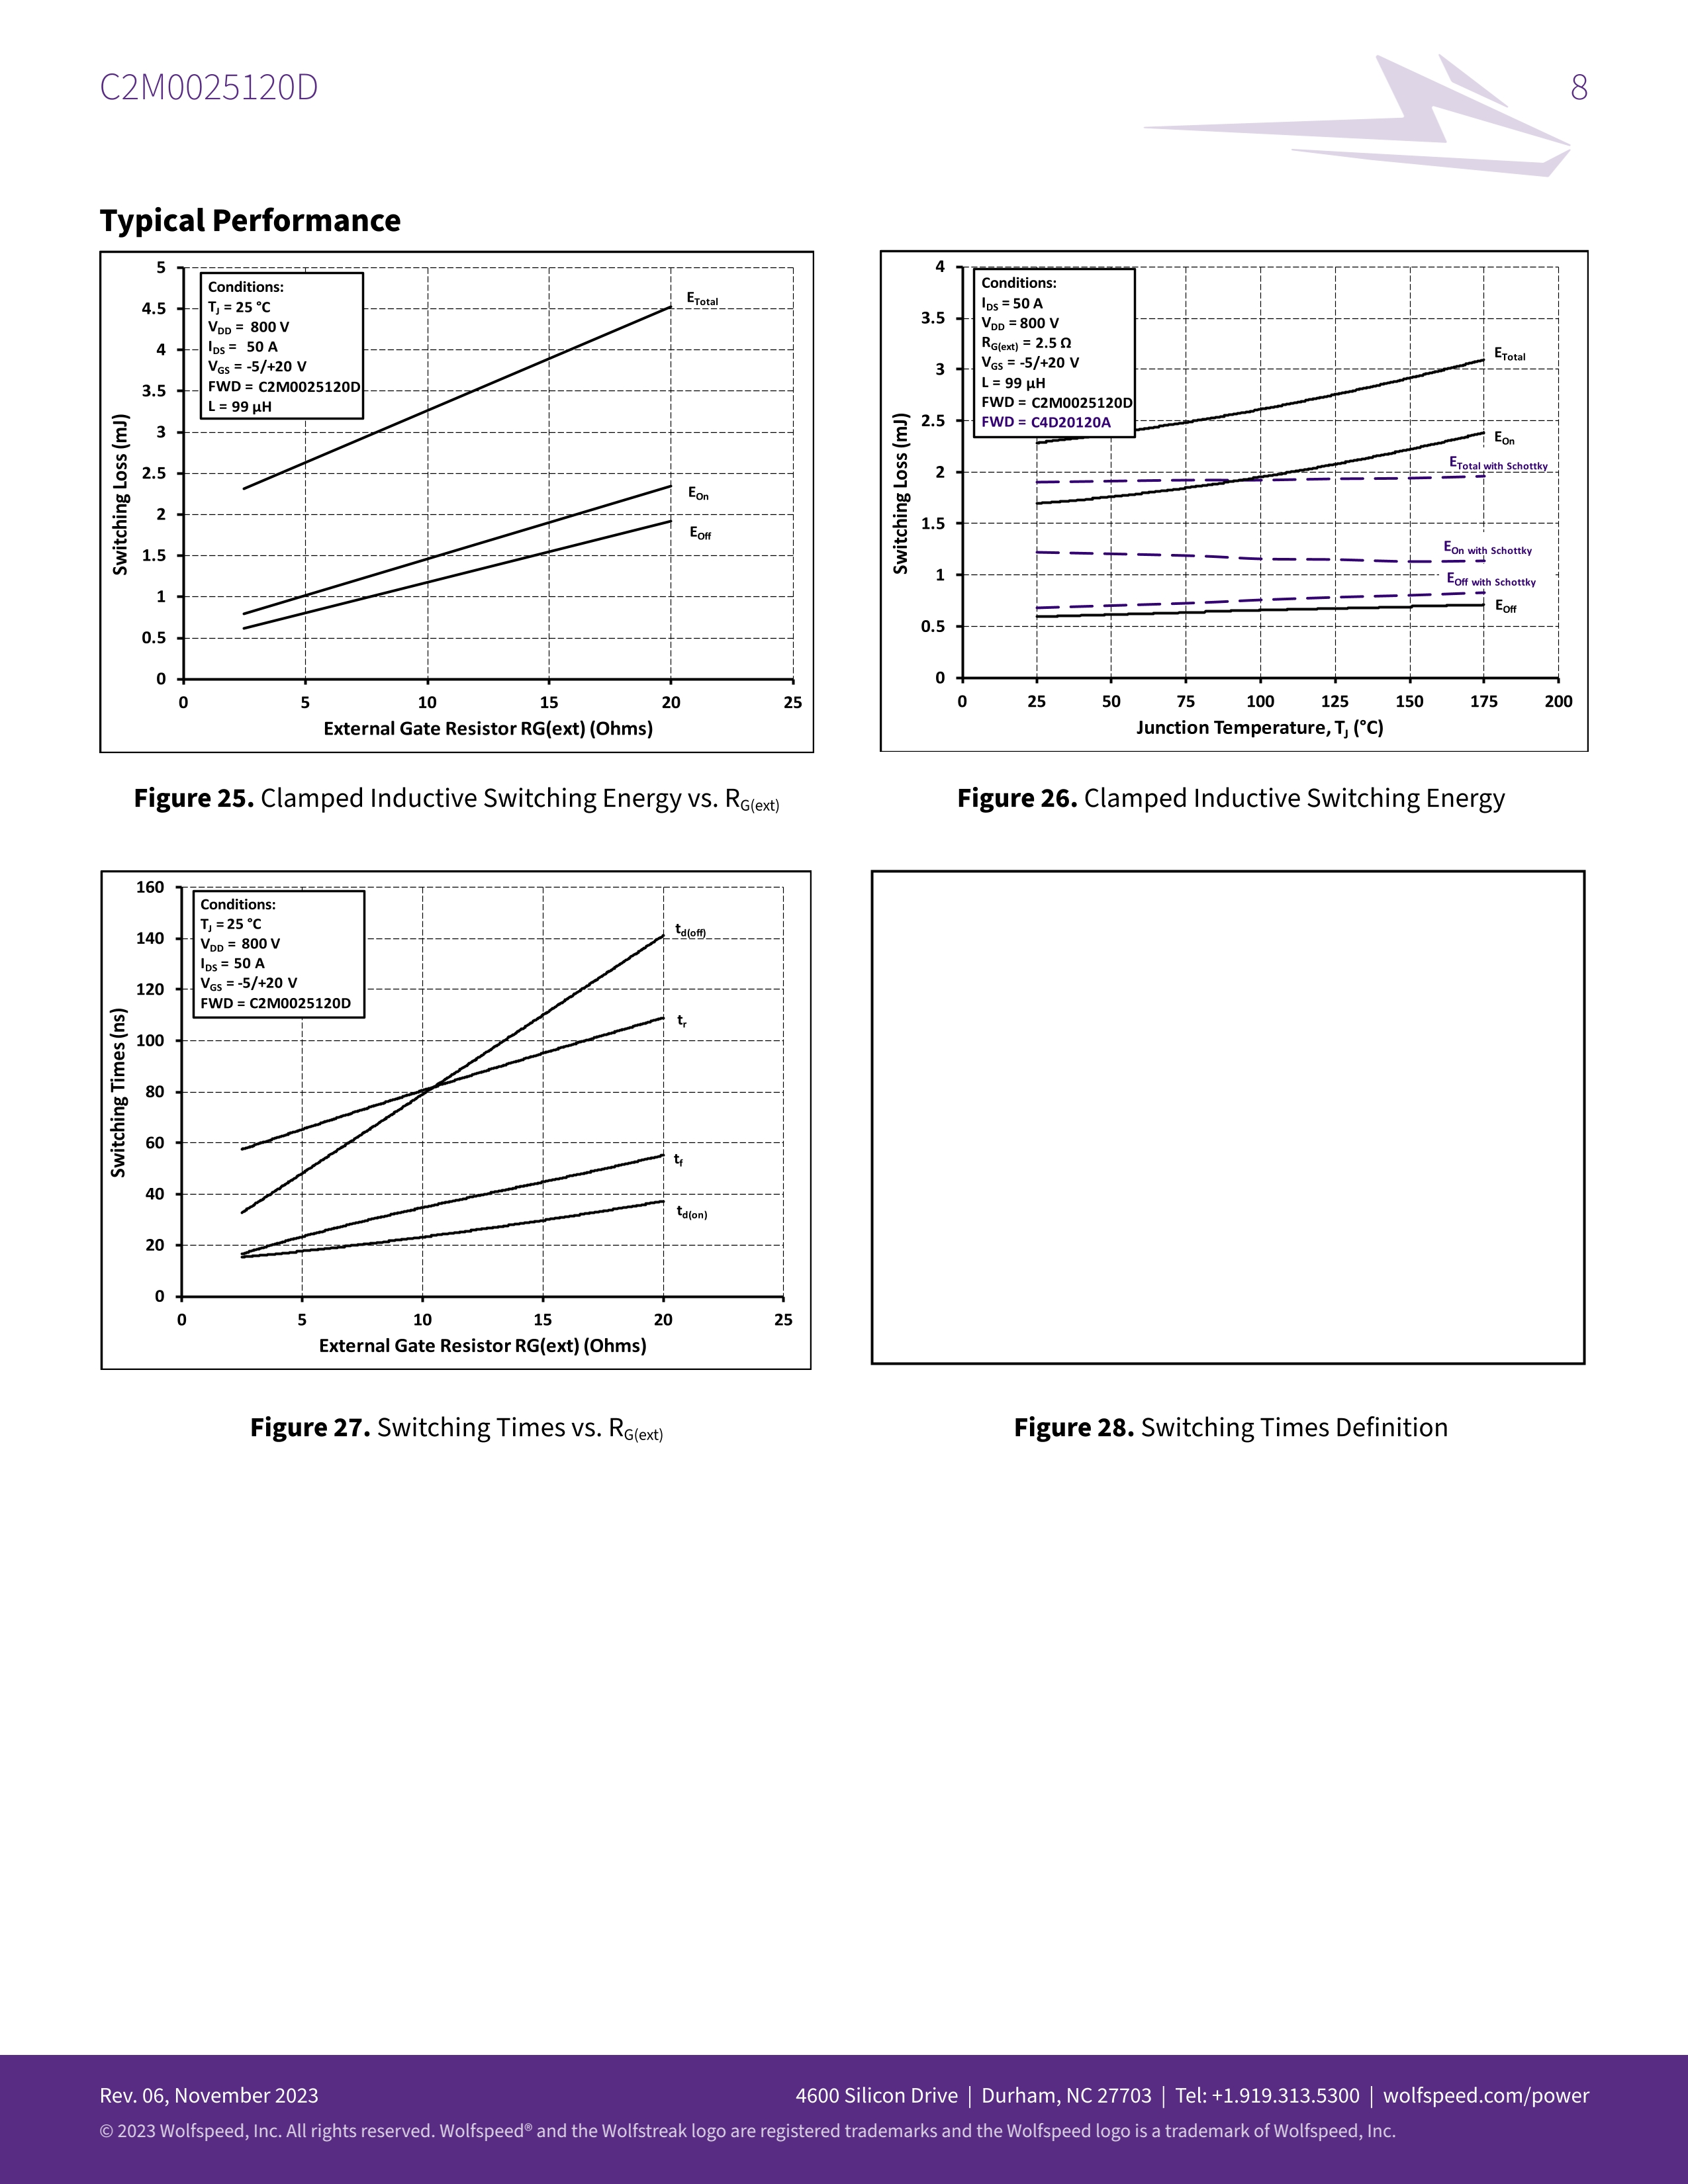 C2M0025120D
8
Typical Performance
5
4.5
4
3.5
3
2.5
2
1.5
1
0.5
0
Switching Loss (mJ)
Conditions:
TJ = 25 °C
VDD = 800 V
IDS = 50 A
VGS = -5/+20 V
FWD = C2M0025120D
L = 99 μH
ETotal
EOn
EOff
0 5 10 15 20 25
External Gate Resistor RG(ext) (Ohms)
Figure 25. Clamped Inductive Switching Energy vs. RG(ext)
4
3.5
3
2.5
2
1.5
1
0.5
0
Switching Loss (mJ)
Conditions:
IDS = 50 A
VDD = 800 V
RG(ext) = 2.5 Ω
VGS = -5/+20 V
L = 99 μH
FWD = C2M0025120D
FWD = C4D20120A
ETotal
EOn
ETotal with Schottky
EOn with Schottky
EOff with Schottky
EOff
0 25 50 75 100 125 150 175 200
Junction Temperature, TJ (°C)
Figure 26. Clamped Inductive Switching Energy
160
140
120
100
80
60
40
20
0
Switching Times (ns)
Conditions:
TJ = 25 °C
VDD = 800 V
IDS = 50 A
VGS = -5/+20 V
FWD = C2M0025120D
td(off)
tr
tf
td(on)
0 5 10 15 20 25
External Gate Resistor RG(ext) (Ohms)
Figure 27. Switching Times vs. RG(ext)
Figure 28. Switching Times Definition
Rev. 06, November 2023
4600 Silicon Drive | Durham, NC 27703 | Tel: +1.919.313.5300 | wolfspeed.com/power
© 2023 Wolfspeed, Inc. All rights reserved. Wolfspeed® and the Wolfstreak logo are registered trademarks and the Wolfspeed logo is a trademark of Wolfspeed, Inc.